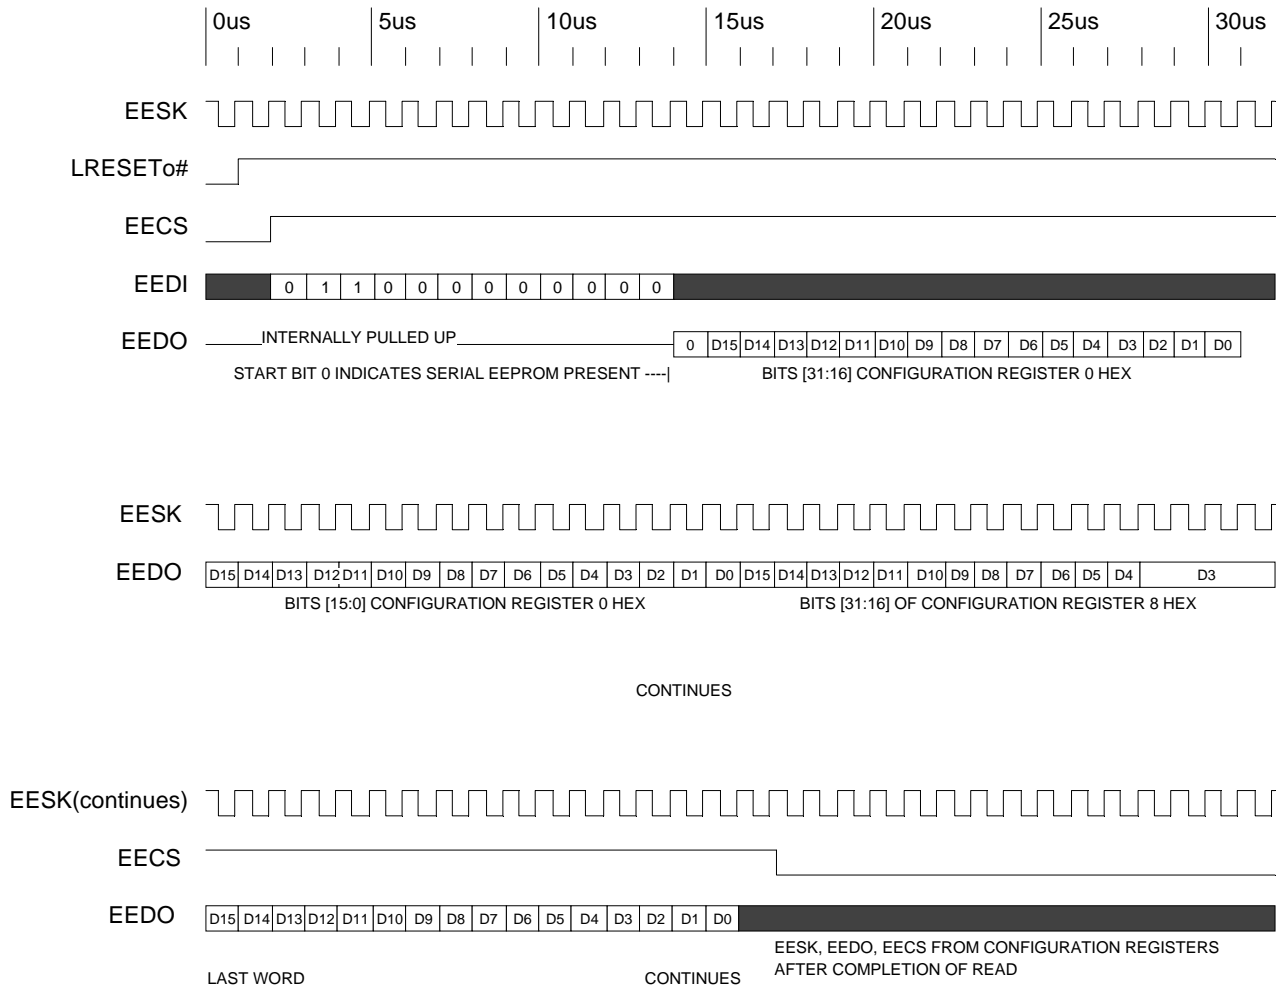 0us 5us 10us 15us 20us 25us 30us
EESK
LRESETo#
EECS
EEDI 0 1 1 0 0 0 0 0 0 0 0 0
EEDO INTERNALLY PULLED UP 0 D15 D14 D13 D12 D11 D10 D9 D8 D7 D6 D5 D4 D3 D2 D1 D0
START BIT 0 INDICATES SERIAL EEPROM PRESENT ----| BITS [31:16] CONFIGURATION REGISTER 0 HEX
EESK
EEDO D15 D14 D13 D12 D11 D10 D9 D8 D7 D6 D5 D4 D3 D2 D1 D0 D15 D14 D13 D12 D11 D10 D9 D8 D7 D6 D5 D4 D3
BITS [15:0] CONFIGURATION REGISTER 0 HEX BITS [31:16] OF CONFIGURATION REGISTER 8 HEX
CONTINUES
EESK(continues)
EECS
EEDO D15 D14 D13 D12 D11 D10 D9 D8 D7 D6 D5 D4 D3 D2 D1 D0
EESK, EEDO, EECS FROM CONFIGURATION REGISTERS
AFTER COMPLETION OF READ
LAST WORD CONTINUES